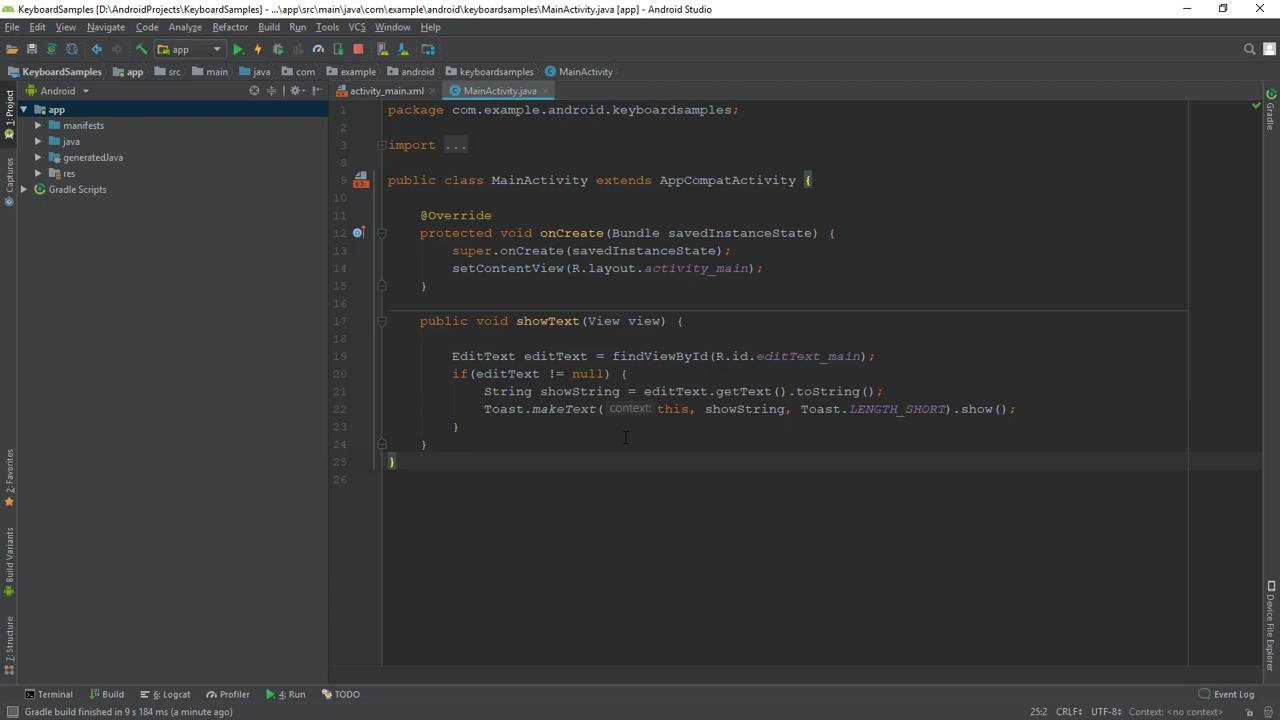 KeyboardSamples [D:\AndroidProjects\KeyboardSamples] - ...\app\src\main\java\com\example\android\keyboardsamples\MainActivity.java [app] - Android Studio
File Edit View Navigate Code Analyze Refactor Build Run Tools VCS Window Help
app
KeyboardSamples app src main java com example android keyboardsamples MainActivity
Android
activity_main.xml MainActivity.java
1: Project
Captures
2: Favorites
Build Variants
7: Structure
app
manifests
java
generatedJava
res
Gradle Scripts
1 package com.example.android.keyboardsamples;
2
3 import ...
8
9 public class MainActivity extends AppCompatActivity {
10
11 @Override
12 protected void onCreate(Bundle savedInstanceState) {
13 super.onCreate(savedInstanceState);
14 setContentView(R.layout.activity_main);
15 }
16
17 public void showText(View view) {
18
19 EditText editText = findViewById(R.id.editText_main);
20 if(editText != null) {
21 String showString = editText.getText().toString();
22 Toast.makeText( context: this, showString, Toast.LENGTH_SHORT).show();
23 }
24 }
25 }
26
Gradle
Device File Explorer
Terminal Build 6: Logcat Profiler 4: Run TODO Event Log
Gradle build finished in 9 s 184 ms (a minute ago) 25:2 CRLF UTF-8 Context: <no context>